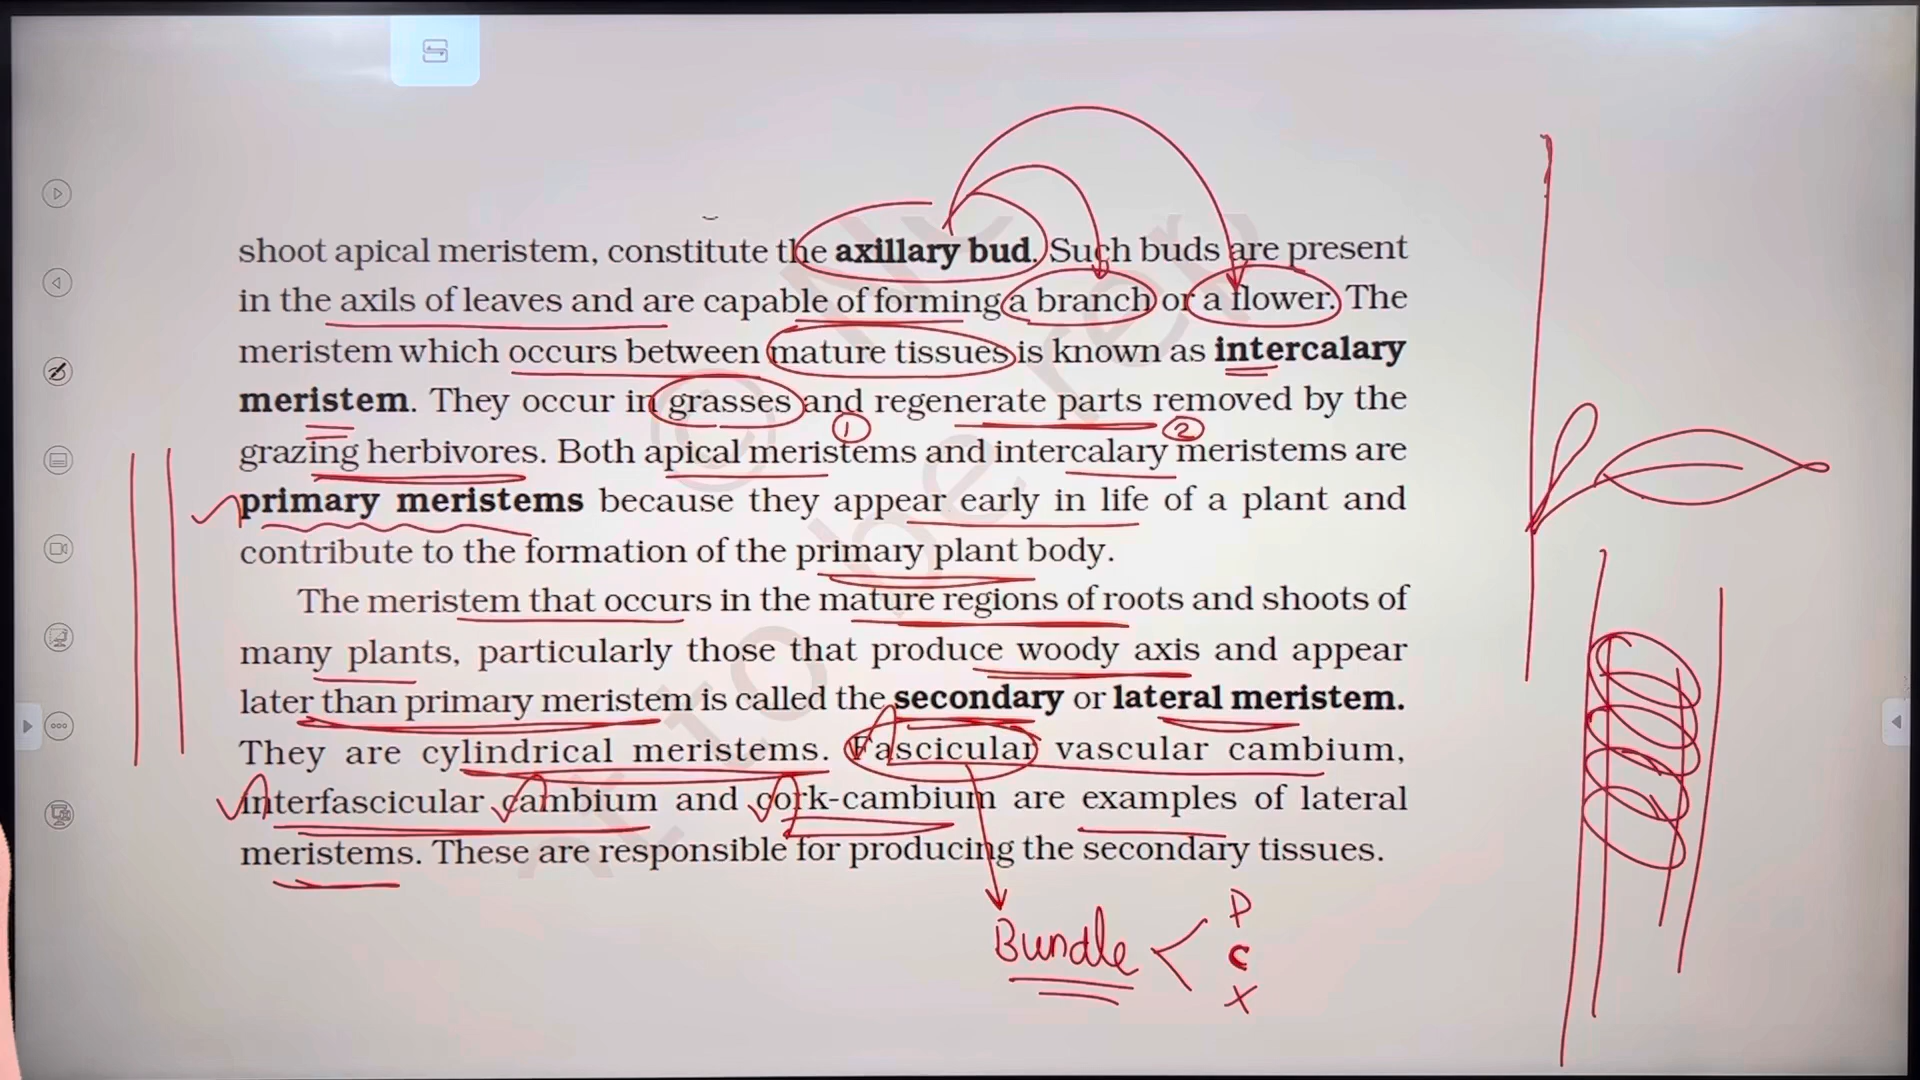 shoot apical meristem, constitute the axillary bud. Such buds are present
in the axils of leaves and are capable of forming a branch or a flower. The
meristem which occurs between mature tissues is known as intercalary
meristem. They occur in grasses and regenerate parts removed by the
1 2
grazing herbivores. Both apical meristems and intercalary meristems are
primary meristems because they appear early in life of a plant and
contribute to the formation of the primary plant body.
The meristem that occurs in the mature regions of roots and shoots of
many plants, particularly those that produce woody axis and appear
later than primary meristem is called the secondary or lateral meristem.
They are cylindrical meristems. Fascicular vascular cambium,
interfascicular cambium and cork-cambium are examples of lateral
meristems. These are responsible for producing the secondary tissues.
P
Bundle < C
X